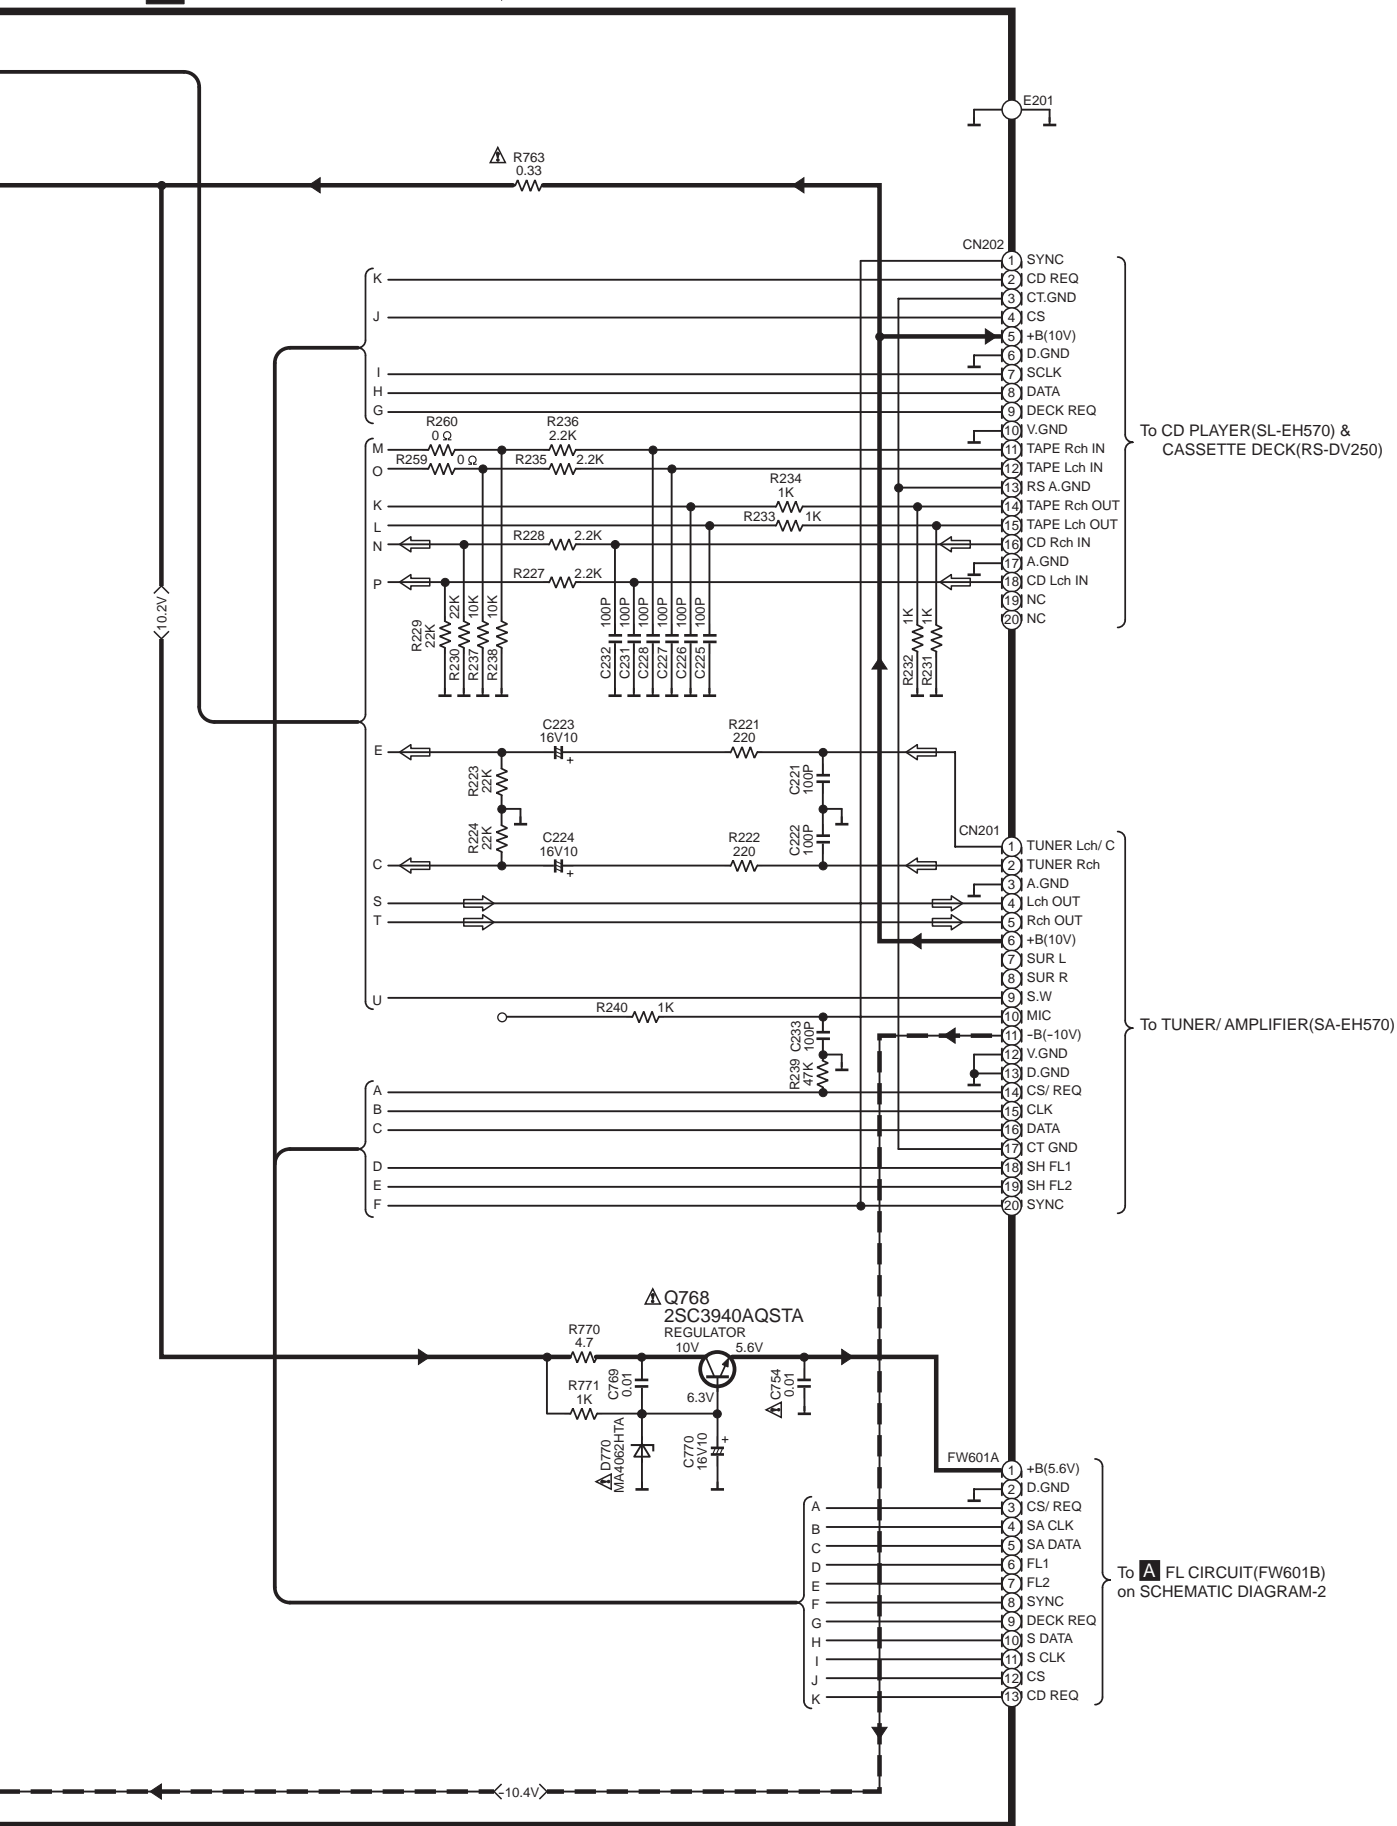 E201
R763
0.33
CN202
1 SYNC
K
2 CD REQ
3 CT.GND
J
4 CS
5 +B(10V)
6 D.GND
I
7 SCLK
H
8 DATA
G
9 DECK REQ
R260
0 Ω
R236
2.2K
10 V.GND
To CD PLAYER(SL-EH570) &
CASSETTE DECK(RS-DV250)
M
11 TAPE Rch IN
O
R259 0 Ω
R235 2.2K
12 TAPE Lch IN
R234
1K
13 RS A.GND
K
14 TAPE Rch OUT
L
R233 1K
15 TAPE Lch OUT
N
R228 2.2K
16 CD Rch IN
17 A.GND
P
R227 2.2K
18 CD Lch IN
19 NC
20 NC
10.2V
R229
22K
R230 22K
R237 10K
R238 10K
C232 100P
C231 100P
C228 100P
C227 100P
C226 100P
C225 100P
R232 1K
R231 1K
C223
16V10
+
R221
220
E
R223
22K
C221
100P
R224
22K
C224
16V10
+
R222
220
C222
100P
CN201
1 TUNER Lch/ C
C
2 TUNER Rch
3 A.GND
S
4 Lch OUT
T
5 Rch OUT
6 +B(10V)
7 SUR L
8 SUR R
U
9 S.W
R240 1K
10 MIC
To TUNER/ AMPLIFIER(SA-EH570)
C233
100P
11 -B(-10V)
12 V.GND
R239
47K
13 D.GND
A
14 CS/ REQ
B
15 CLK
C
16 DATA
17 CT GND
D
18 SH FL1
E
19 SH FL2
F
20 SYNC
Q768
2SC3940AQSTA
REGULATOR
10V 5.6V
6.3V
R770
4.7
R771
1K
C769
0.01
C754
0.01
D770
MA4062HTA
C770
16V10
+
FW601A
1 +B(5.6V)
2 D.GND
A
3 CS/ REQ
B
4 SA CLK
C
5 SA DATA
D
6 FL1
E
7 FL2
F
8 SYNC
G
9 DECK REQ
H
10 S DATA
I
11 S CLK
J
12 CS
K
13 CD REQ
To A FL CIRCUIT(FW601B)
on SCHEMATIC DIAGRAM-2
-10.4V